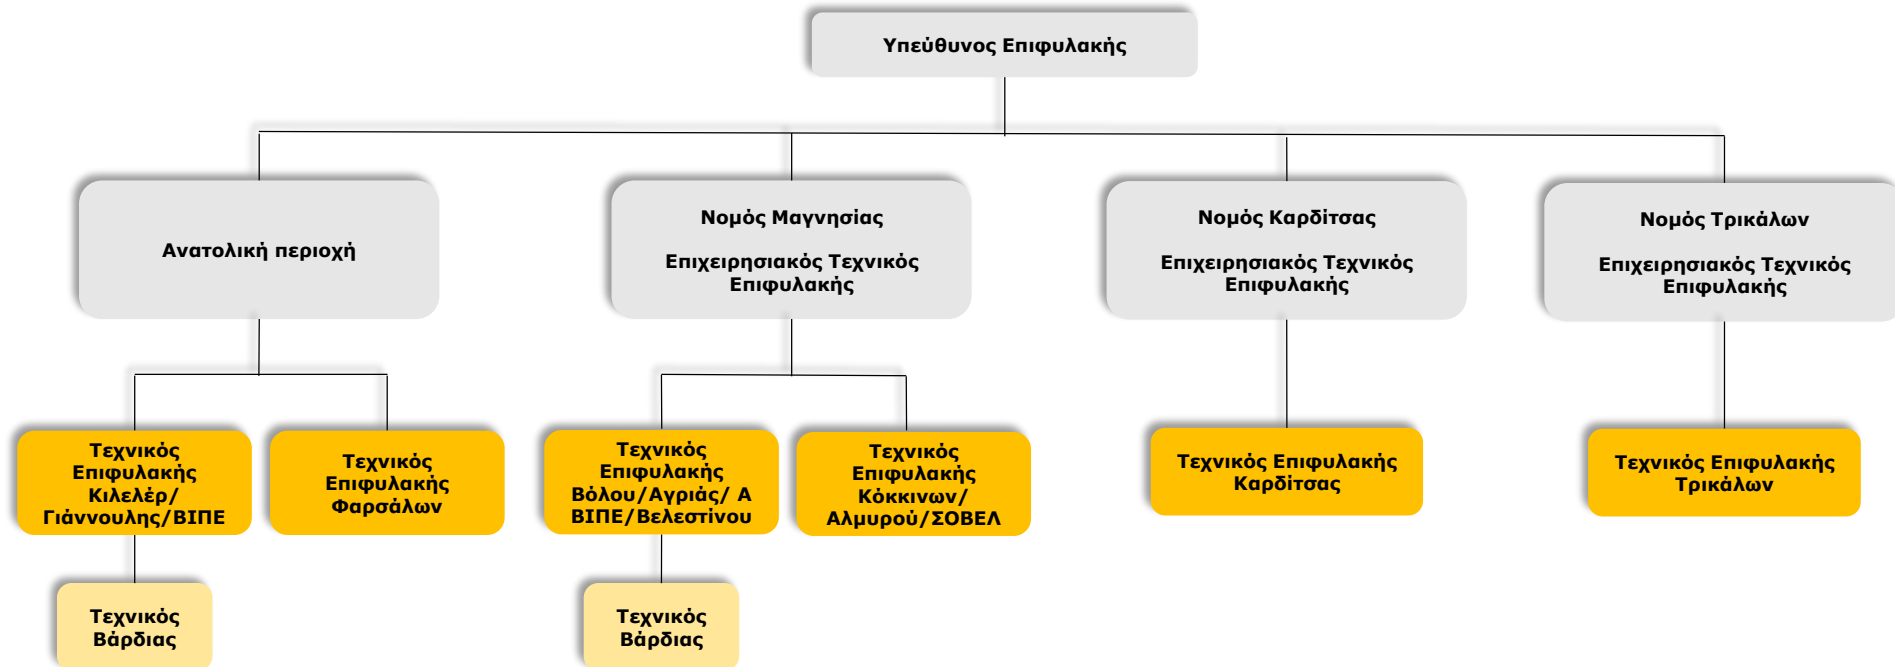 Υπεύθυνος Επιφυλακής
Ανατολική περιοχή
Νομός Μαγνησίας
Επιχειρησιακός Τεχνικός
Επιφυλακής
Νομός Καρδίτσας
Επιχειρησιακός Τεχνικός
Επιφυλακής
Νομός Τρικάλων
Επιχειρησιακός Τεχνικός
Επιφυλακής
Τεχνικός
Επιφυλακής
Κιλελέρ/
Γιάννουλης/ΒΙΠΕ
Τεχνικός
Επιφυλακής
Φαρσάλων
Τεχνικός
Επιφυλακής
Βόλου/Αγριάς/ Α
ΒΙΠΕ/Βελεστίνου
Τεχνικός
Επιφυλακής
Κόκκινων/
Αλμυρού/ΣΟΒΕΛ
Τεχνικός Επιφυλακής
Καρδίτσας
Τεχνικός Επιφυλακής
Τρικάλων
Τεχνικός
Βάρδιας
Τεχνικός
Βάρδιας